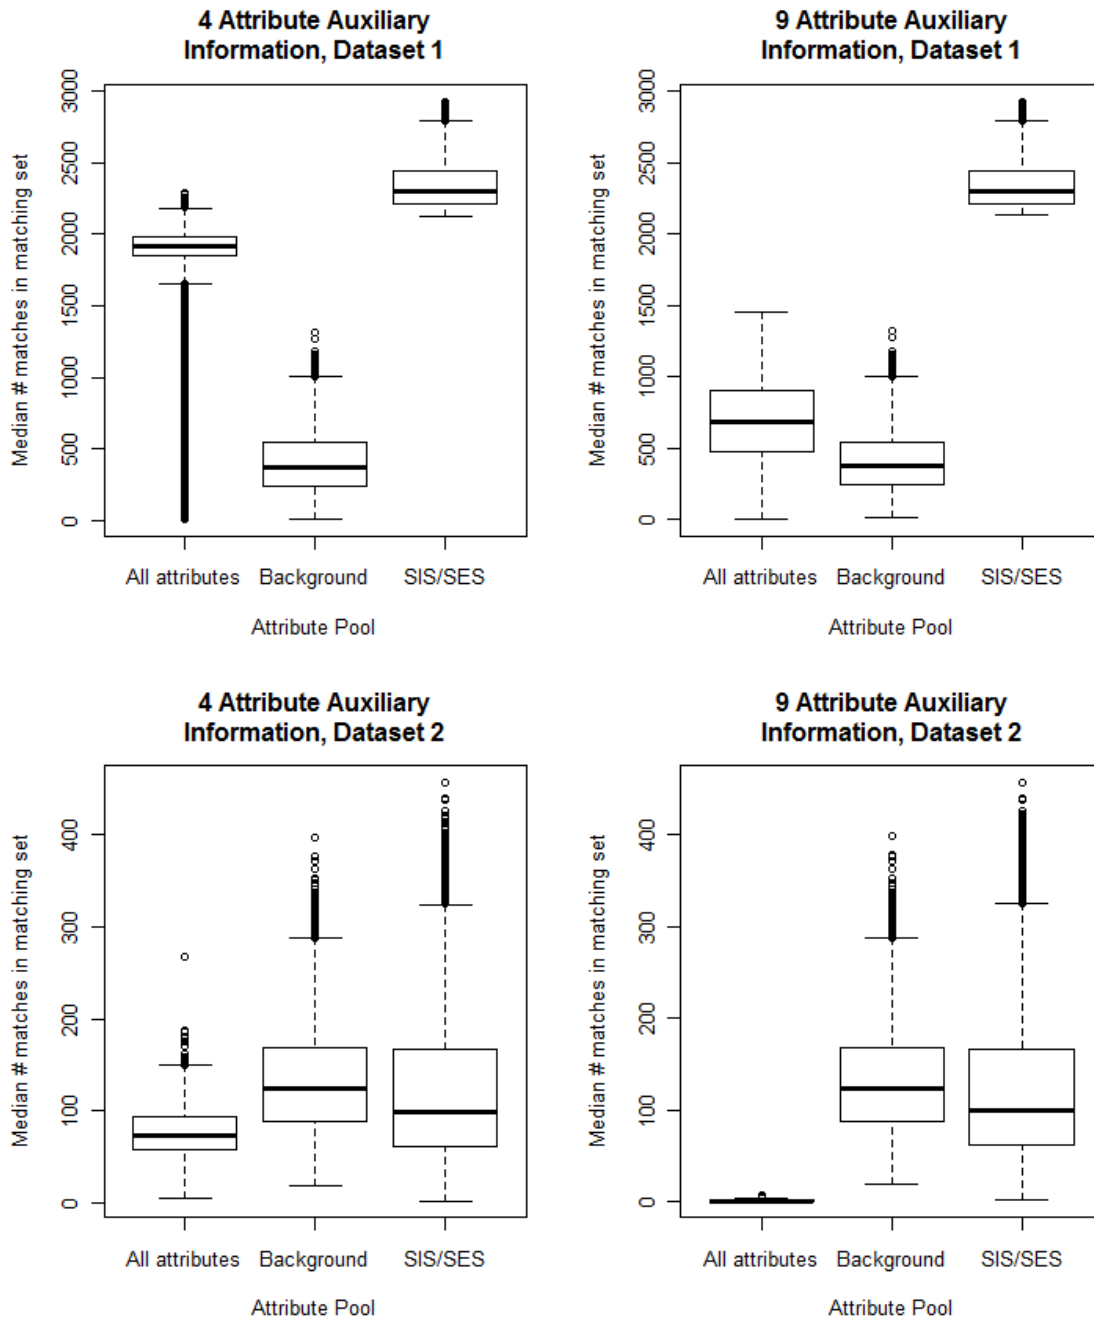 4 Attribute Auxiliary
Information, Dataset 1
Median # matches in matching set
3000
2500
2000
1500
1000
500
0
All attributes Background SIS/SES
Attribute Pool
9 Attribute Auxiliary
Information, Dataset 1
Median # matches in matching set
3000
2500
2000
1500
1000
500
0
All attributes Background SIS/SES
Attribute Pool
4 Attribute Auxiliary
Information, Dataset 2
Median # matches in matching set
400
300
200
100
0
All attributes Background SIS/SES
Attribute Pool
9 Attribute Auxiliary
Information, Dataset 2
Median # matches in matching set
400
300
200
100
0
All attributes Background SIS/SES
Attribute Pool